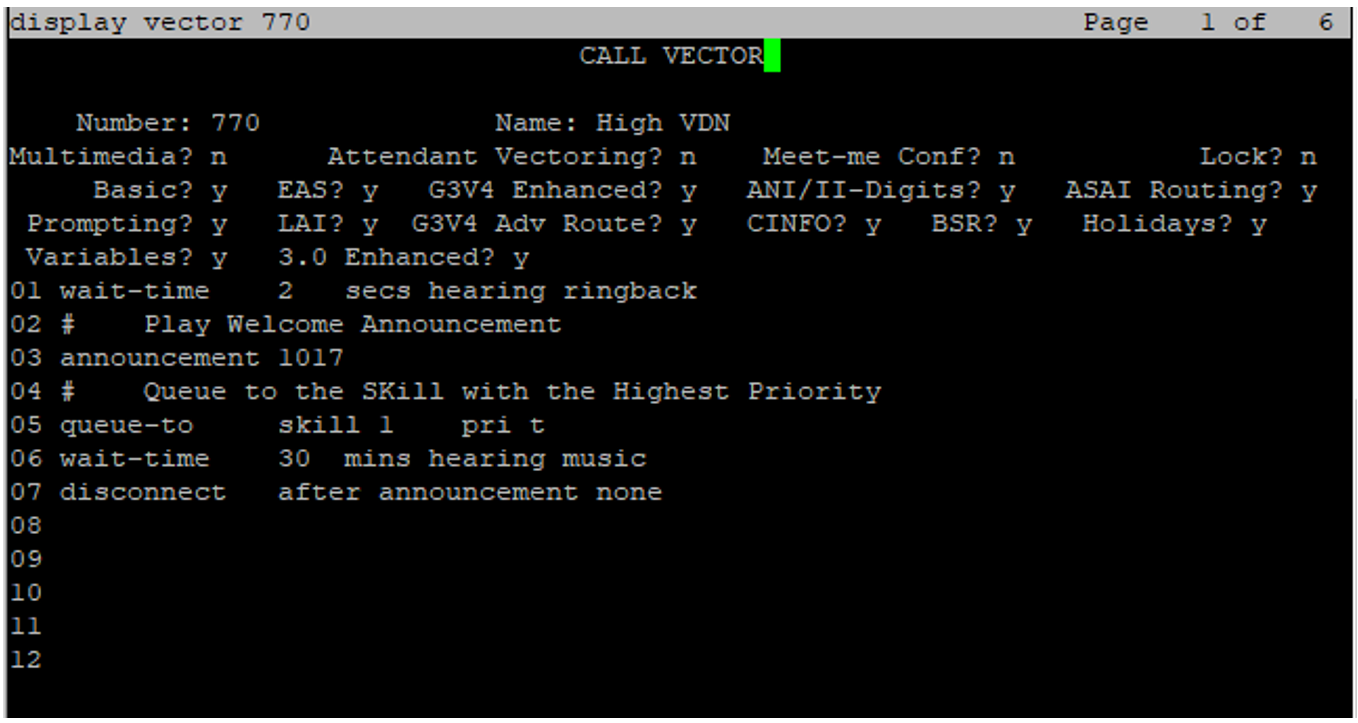 display vector 770 Page 1 of 6
CALL VECTOR
Number: 770 Name: High VDN
Multimedia? n Attendant Vectoring? n Meet-me Conf? n Lock? n
Basic? y EAS? y G3V4 Enhanced? y ANI/II-Digits? y ASAI Routing? y
Prompting? y LAI? y G3V4 Adv Route? y CINFO? y BSR? y Holidays? y
Variables? y 3.0 Enhanced? y
01 wait-time 2 secs hearing ringback
02 # Play Welcome Announcement
03 announcement 1017
04 # Queue to the SKill with the Highest Priority
05 queue-to skill 1 pri t
06 wait-time 30 mins hearing music
07 disconnect after announcement none
08
09
10
11
12